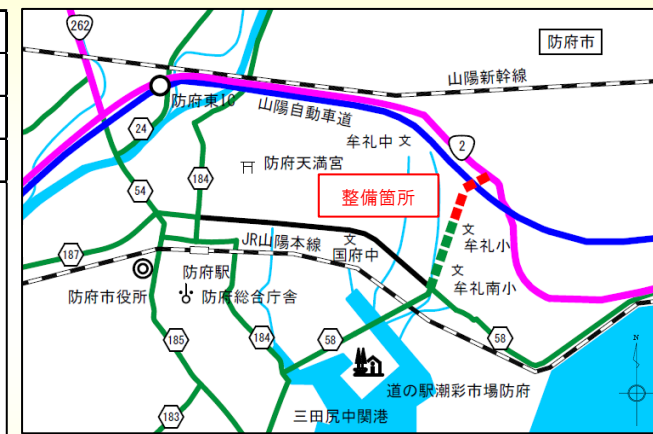 262
防府市
山陽新幹線
防府東IC
山陽自動車道
24
牟礼中 文
2
防府天満宮
54
184
整備箇所
文
牟礼小
JR山陽本線
文
国府中
187
防府駅
文
牟礼南小
防府市役所
防府総合庁舎
N
185
184
58
58
道の駅潮彩市場防府
183
三田尻中関港